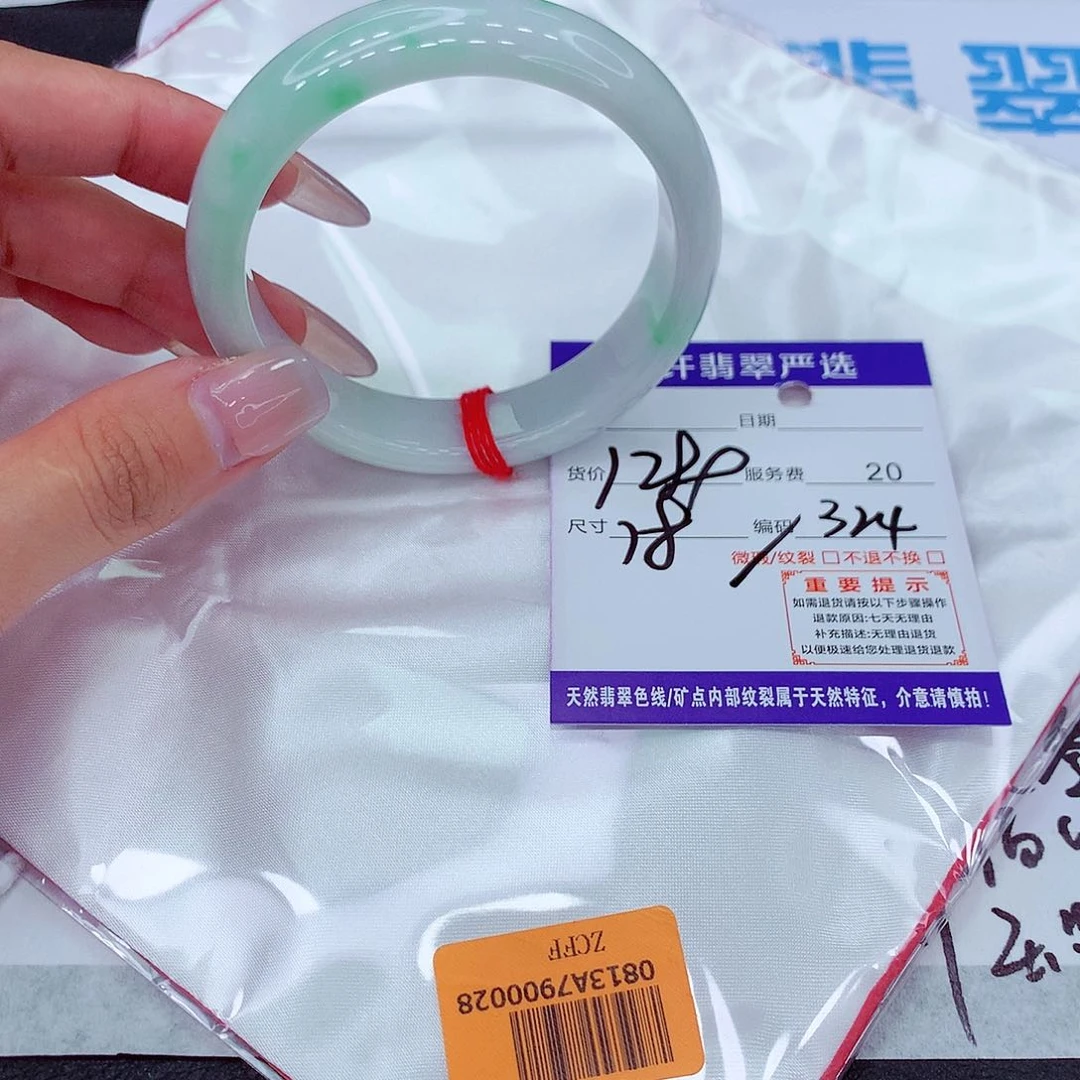 翡翠
翡翠严选
日期
货价 1280 服务费 20
尺寸 58 编码 324
微瑕/纹裂 □ 不退不换 □
重要提示
如需退货请按以下步骤操作
退款原因:七天无理由
补充描述:无理由退货
以便极速给您处理退货退款
天然翡翠色线/矿点内部纹裂属于天然特征，介意请慎拍！
ZCFF
0813A7900028